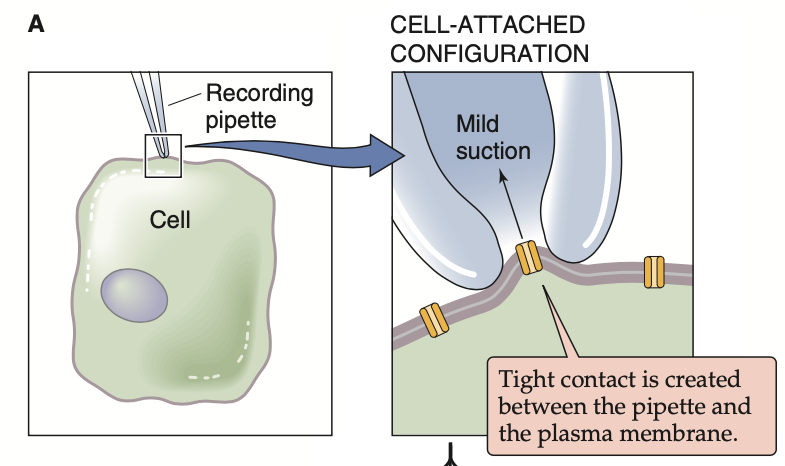 A
CELL-ATTACHED
CONFIGURATION
Recording
pipette
Cell
Mild
suction
Tight contact is created
between the pipette and
the plasma membrane.